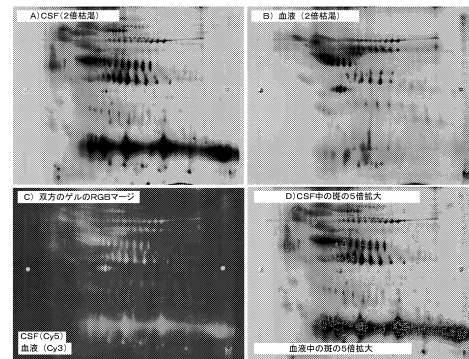 A) CSF (2倍枯渇)
B) 血液 (2倍枯渇)
C) 双方のゲルのRGBマージ
CSF (Cy5)
血液 (Cy3)
D) CSF中の斑の5倍拡大
血液中の斑の5倍拡大